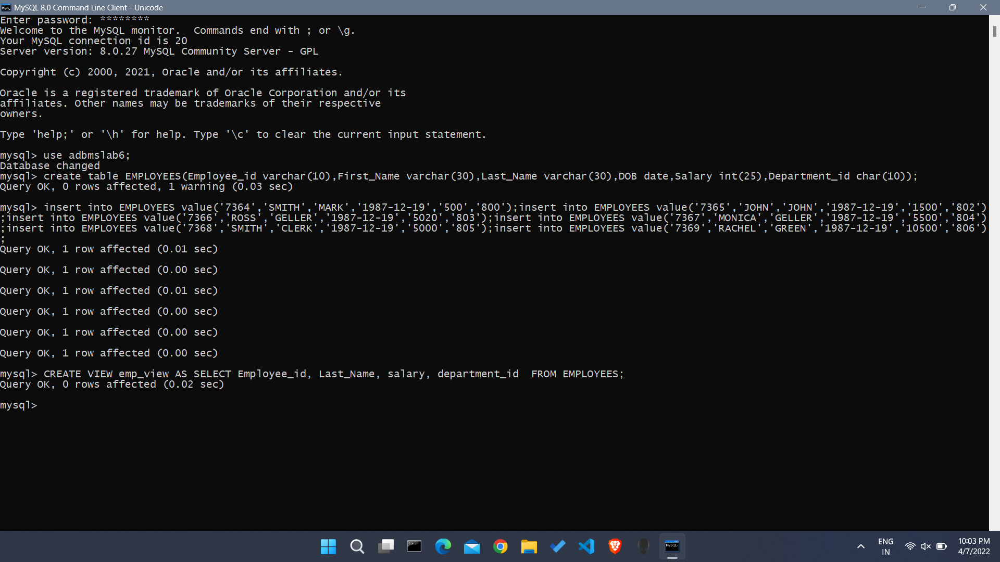 MySQL 8.0 Command Line Client - Unicode
Enter password: ********
Welcome to the MySQL monitor.  Commands end with ; or \g.
Your MySQL connection id is 20
Server version: 8.0.27 MySQL Community Server - GPL
Copyright (c) 2000, 2021, Oracle and/or its affiliates.
Oracle is a registered trademark of Oracle Corporation and/or its
affiliates. Other names may be trademarks of their respective
owners.
Type 'help;' or '\h' for help. Type '\c' to clear the current input statement.
mysql> use adbmslab6;
Database changed
mysql> create table EMPLOYEES(Employee_id varchar(10),First_Name varchar(30),Last_Name varchar(30),DOB date,Salary int(25),Department_id char(10));
Query OK, 0 rows affected, 1 warning (0.03 sec)
mysql> insert into EMPLOYEES value('7364','SMITH','MARK','1987-12-19','500','800');insert into EMPLOYEES value('7365','JOHN','JOHN','1987-12-19','1500','802')
;insert into EMPLOYEES value('7366','ROSS','GELLER','1987-12-19','5020','803');insert into EMPLOYEES value('7367','MONICA','GELLER','1987-12-19','5500','804')
;insert into EMPLOYEES value('7368','SMITH','CLERK','1987-12-19','5000','805');insert into EMPLOYEES value('7369','RACHEL','GREEN','1987-12-19','10500','806')
;
Query OK, 1 row affected (0.01 sec)
Query OK, 1 row affected (0.00 sec)
Query OK, 1 row affected (0.01 sec)
Query OK, 1 row affected (0.00 sec)
Query OK, 1 row affected (0.00 sec)
Query OK, 1 row affected (0.00 sec)
mysql> CREATE VIEW emp_view AS SELECT Employee_id, Last_Name, salary, department_id  FROM EMPLOYEES;
Query OK, 0 rows affected (0.02 sec)
mysql>
MySQL
ENG
IN
10:03 PM
4/7/2022